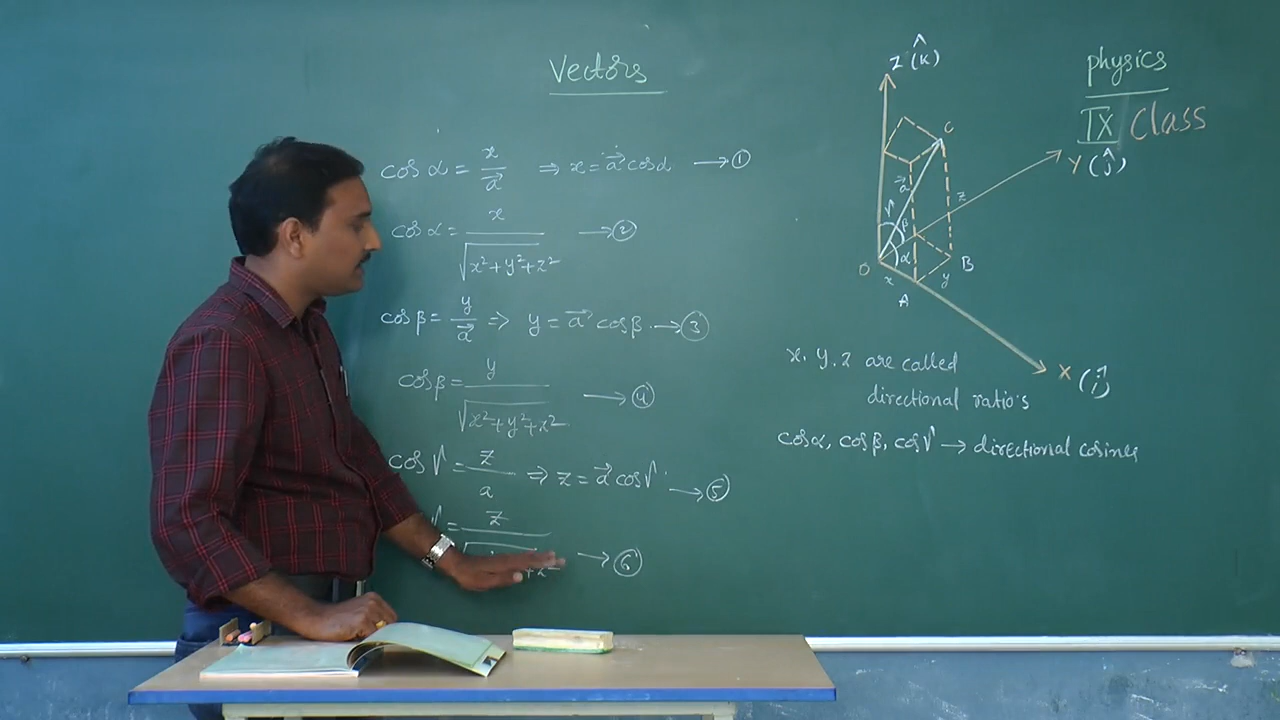 Vectors
physics
IX Class
cos α = x/a⃗ ⇒ x = a⃗ cos α → ①
cos α = x/√x²+y²+z² → ②
cos β = y/a⃗ ⇒ y = a⃗ cos β → ③
cos β = y/√x²+y²+z² → ④
cos γ = z/a ⇒ z = a⃗ cos γ → ⑤
γ = z/√ +z² → ⑥
Z (k̂)
C
Y (ĵ)
a⃗
z
γ
β
α
O
B
x
y
A
X (î)
x, y, z are called
directional ratio's
cos α, cos β, cos γ → directional cosines